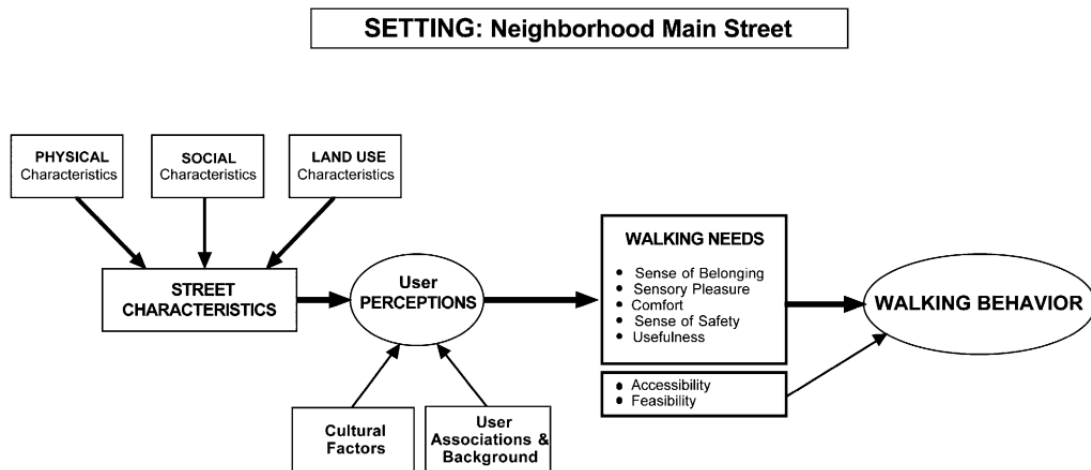 SETTING: Neighborhood Main Street
PHYSICAL
Characteristics
SOCIAL
Characteristics
LAND USE
Characteristics
STREET
CHARACTERISTICS
User
PERCEPTIONS
WALKING NEEDS
• Sense of Belonging
• Sensory Pleasure
• Comfort
• Sense of Safety
• Usefulness
• Accessibility
• Feasibility
WALKING BEHAVIOR
Cultural
Factors
User
Associations &
Background